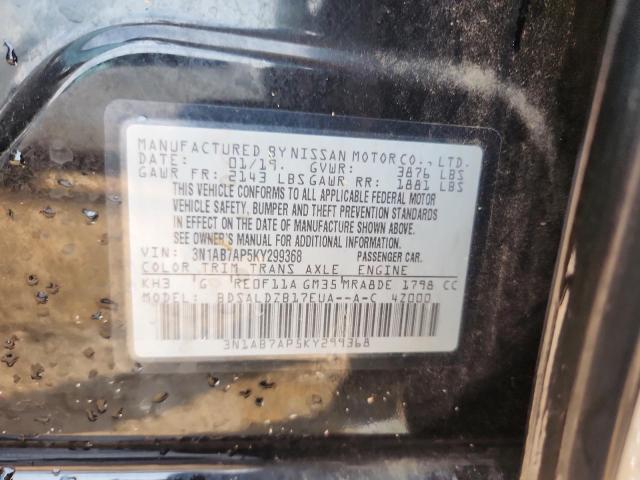 MANUFACTURED BY NISSAN MOTOR CO., LTD.
DATE: 01/19. GVWR: 3876 LBS
GAWR FR: 2143 LBS GAWR RR: 1881 LBS
THIS VEHICLE CONFORMS TO ALL APPLICABLE FEDERAL MOTOR
VEHICLE SAFETY, BUMPER AND THEFT PREVENTION STANDARDS
IN EFFECT ON THE DATE OF MANUFACTURE SHOWN ABOVE.
SEE OWNER'S MANUAL FOR ADDITIONAL INFORMATION.
VIN: 3N1AB7AP5KY299368 PASSENGER CAR.
COLOR TRIM TRANS AXLE ENGINE
KH3 G RE0F11A GM35 MRA8DE 1798 CC
MODEL: BDSALDZB17EUA--A-C 4Z000
3N1AB7AP5KY299368